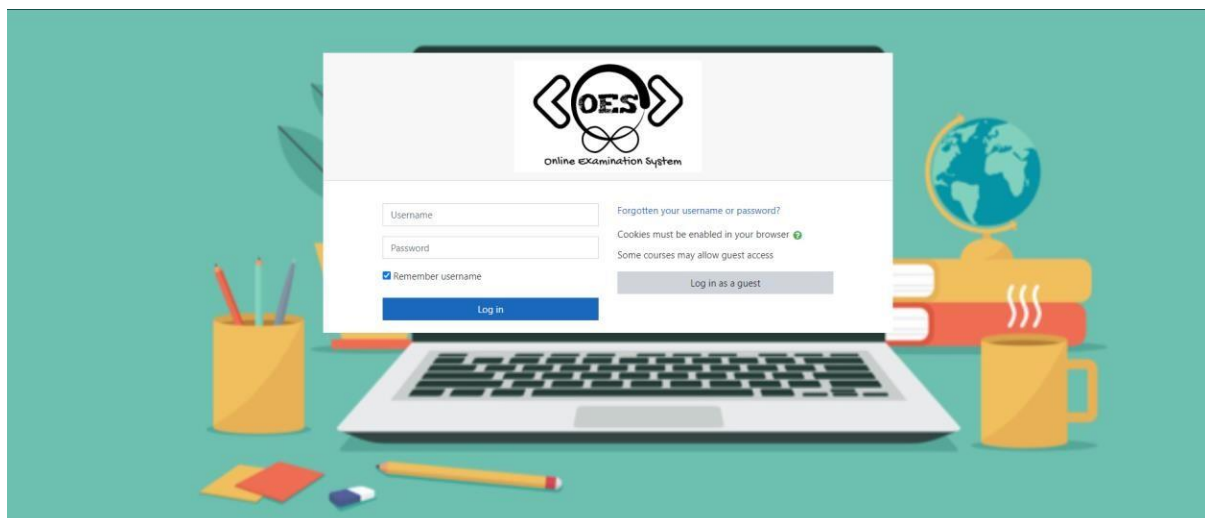 OES
Online Examination System
Username
Password
Remember username
Log in
Forgotten your username or password?
Cookies must be enabled in your browser
Some courses may allow guest access
Log in as a guest